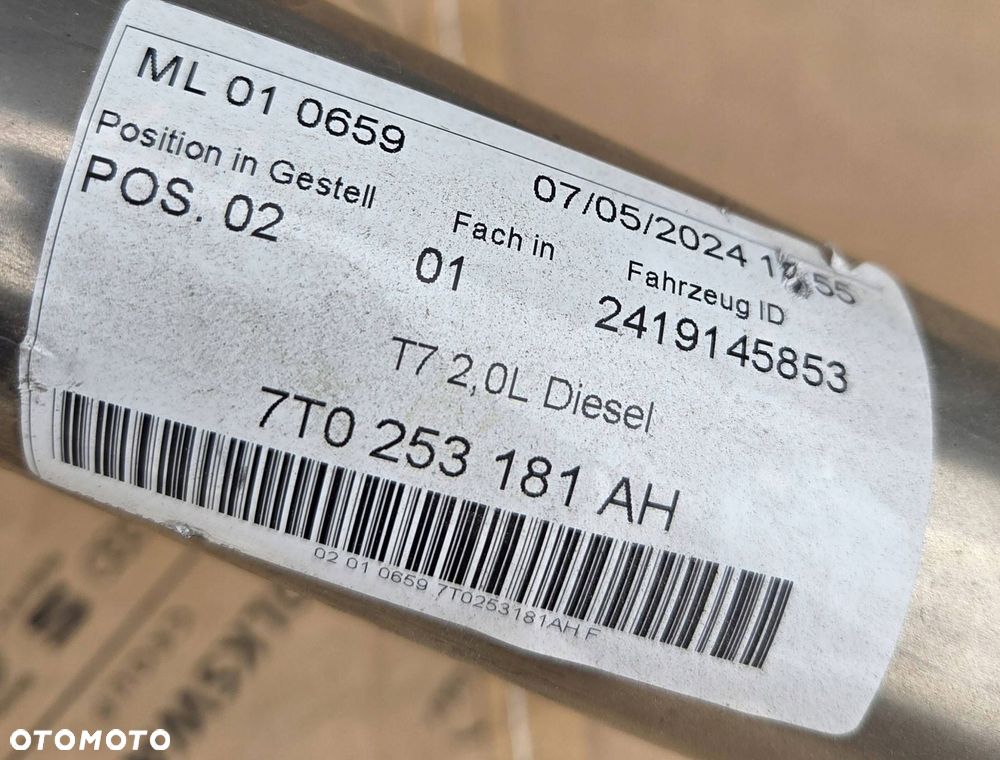 ML 01 0659
07/05/2024
Position in Gestell
Fach in
Fahrzeug ID
POS. 02
01
2419145853
T7 2,0L Diesel
7T0 253 181 AH
02 01 0659 7T0253181AH F
OTOMOTO